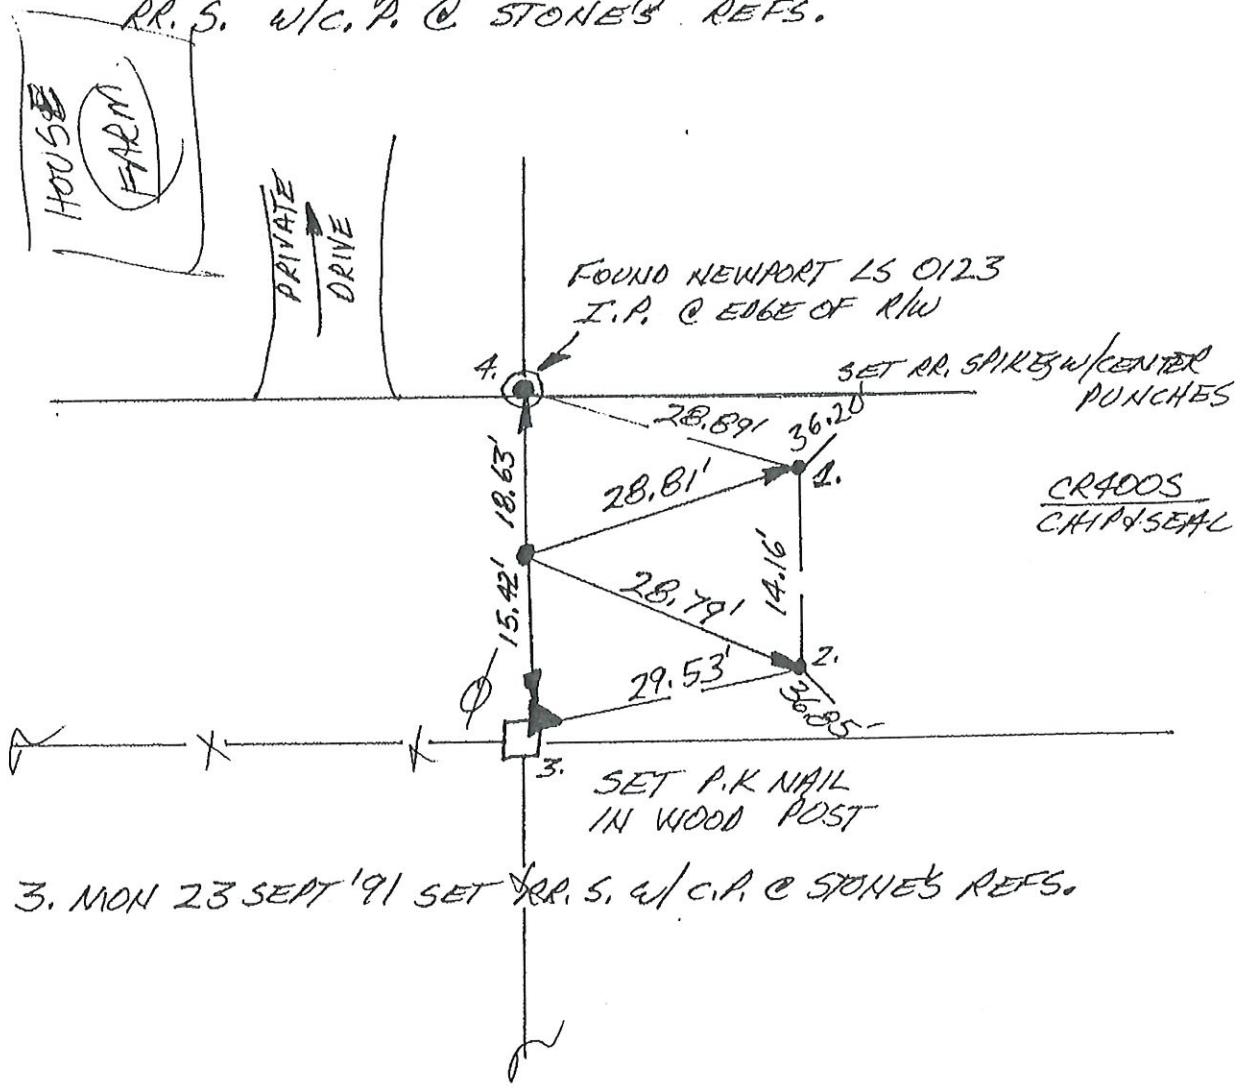 RR. S. W/C. P. @ STONE'S REFS.
HOUSE
FARM
PRIVATE
DRIVE
FOUND NEWPORT LS 0123
I.P. @ EDGE OF R/W
4.
SET RR. SPIKES W/CENTER
PUNCHES
28.89'
36.20'
1.
18.63'
28.81'
CR400S
CHIP&SEAL
14.16'
15.42'
28.79'
2.
29.53'
36.85'
3.
SET P.K NAIL
IN WOOD POST
3. MON 23 SEPT '91 SET RR. S. W/ C.P. @ STONE'S REFS.